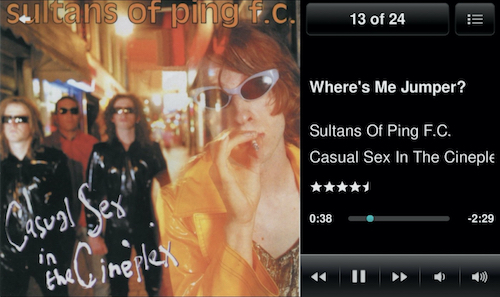 sultans of ping f.c.
Casual Sex
in
the Cineplex
13 of 24
Where's Me Jumper?
Sultans Of Ping F.C.
Casual Sex In The Cineple
0:38
-2:29